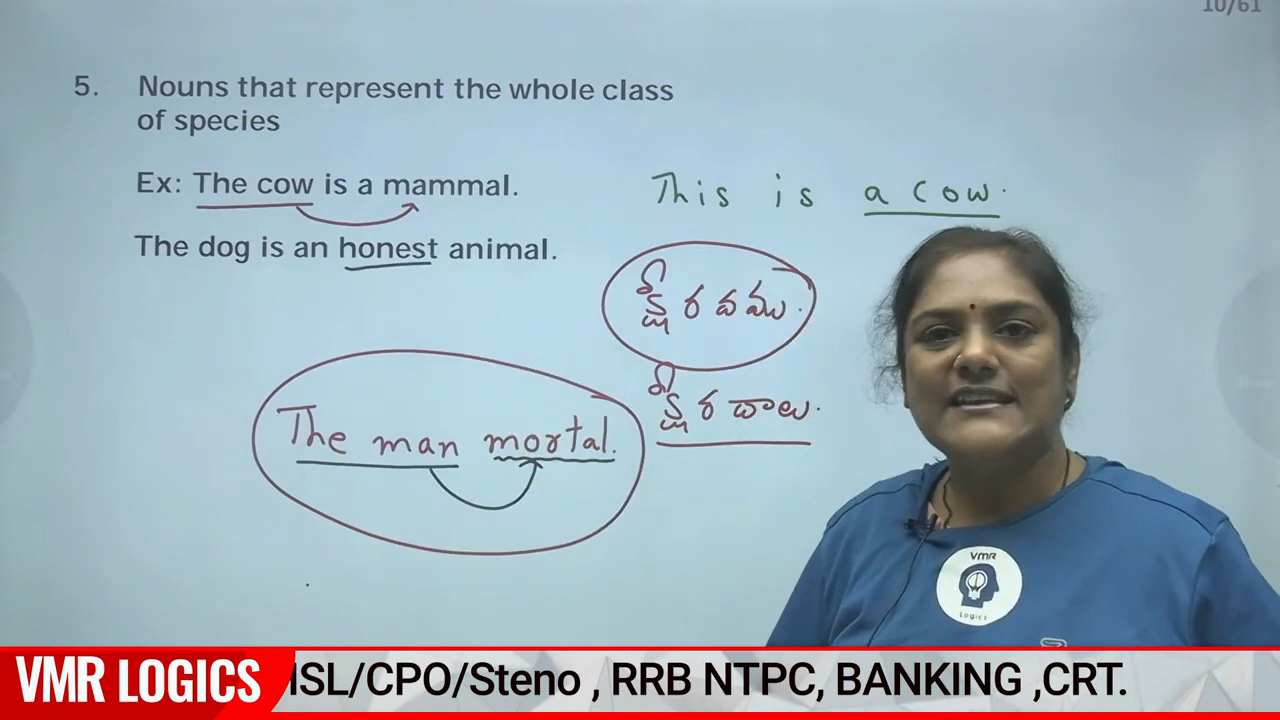 10/61
5. Nouns that represent the whole class
of species
Ex: The cow is a mammal.
This is a cow.
The dog is an honest animal.
క్షీరదము.
క్షీరదాలు.
The man mortal.
VMR
Logics
VMR LOGICS
HSL/CPO/Steno , RRB NTPC, BANKING ,CRT.